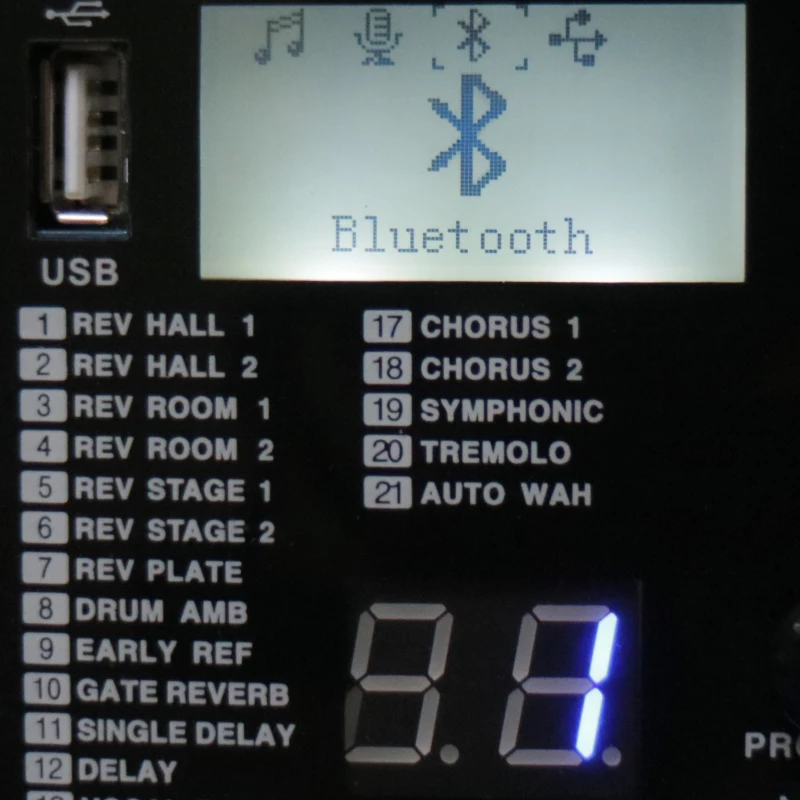 Bluetooth
USB
1 REV HALL 1
2 REV HALL 2
3 REV ROOM 1
4 REV ROOM 2
5 REV STAGE 1
6 REV STAGE 2
7 REV PLATE
8 DRUM AMB
9 EARLY REF
10 GATE REVERB
11 SINGLE DELAY
12 DELAY
17 CHORUS 1
18 CHORUS 2
19 SYMPHONIC
20 TREMOLO
21 AUTO WAH
1